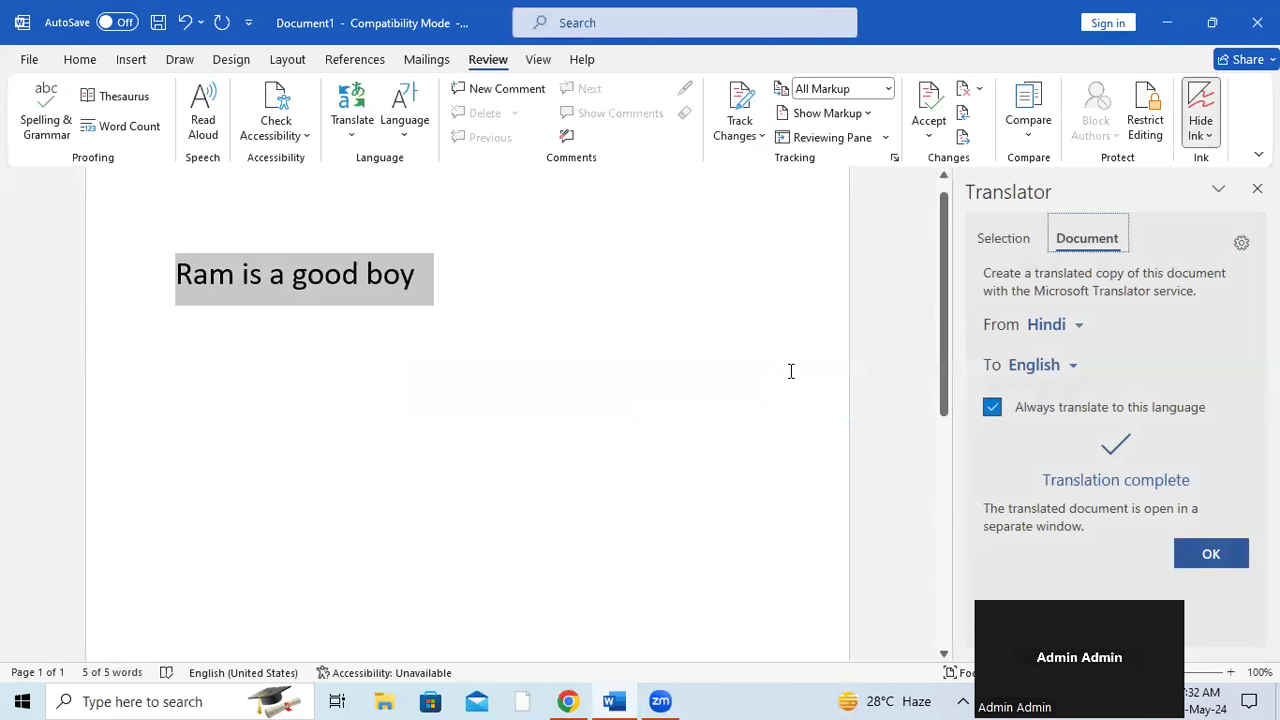 AutoSave Off
Document1 - Compatibility Mode -...
Search
Sign in
File Home Insert Draw Design Layout References Mailings Review View Help
Share
abc
Spelling & Grammar
Thesaurus
Word Count
Proofing
Read Aloud
Speech
Check Accessibility
Accessibility
Translate
Language
Language
New Comment
Delete
Previous
Next
Show Comments
Comments
Track Changes
All Markup
Show Markup
Reviewing Pane
Tracking
Accept
Changes
Compare
Compare
Block Authors
Restrict Editing
Protect
Hide Ink
Ink
Ram is a good boy
Translator
Selection Document
Create a translated copy of this document
with the Microsoft Translator service.
From Hindi
To English
Always translate to this language
Translation complete
The translated document is open in a
separate window.
OK
Admin Admin
Admin Admin
Page 1 of 1 5 of 5 words English (United States) Accessibility: Unavailable
100%
Type here to search
zm
28°C Haze
:32 AM
-May-24